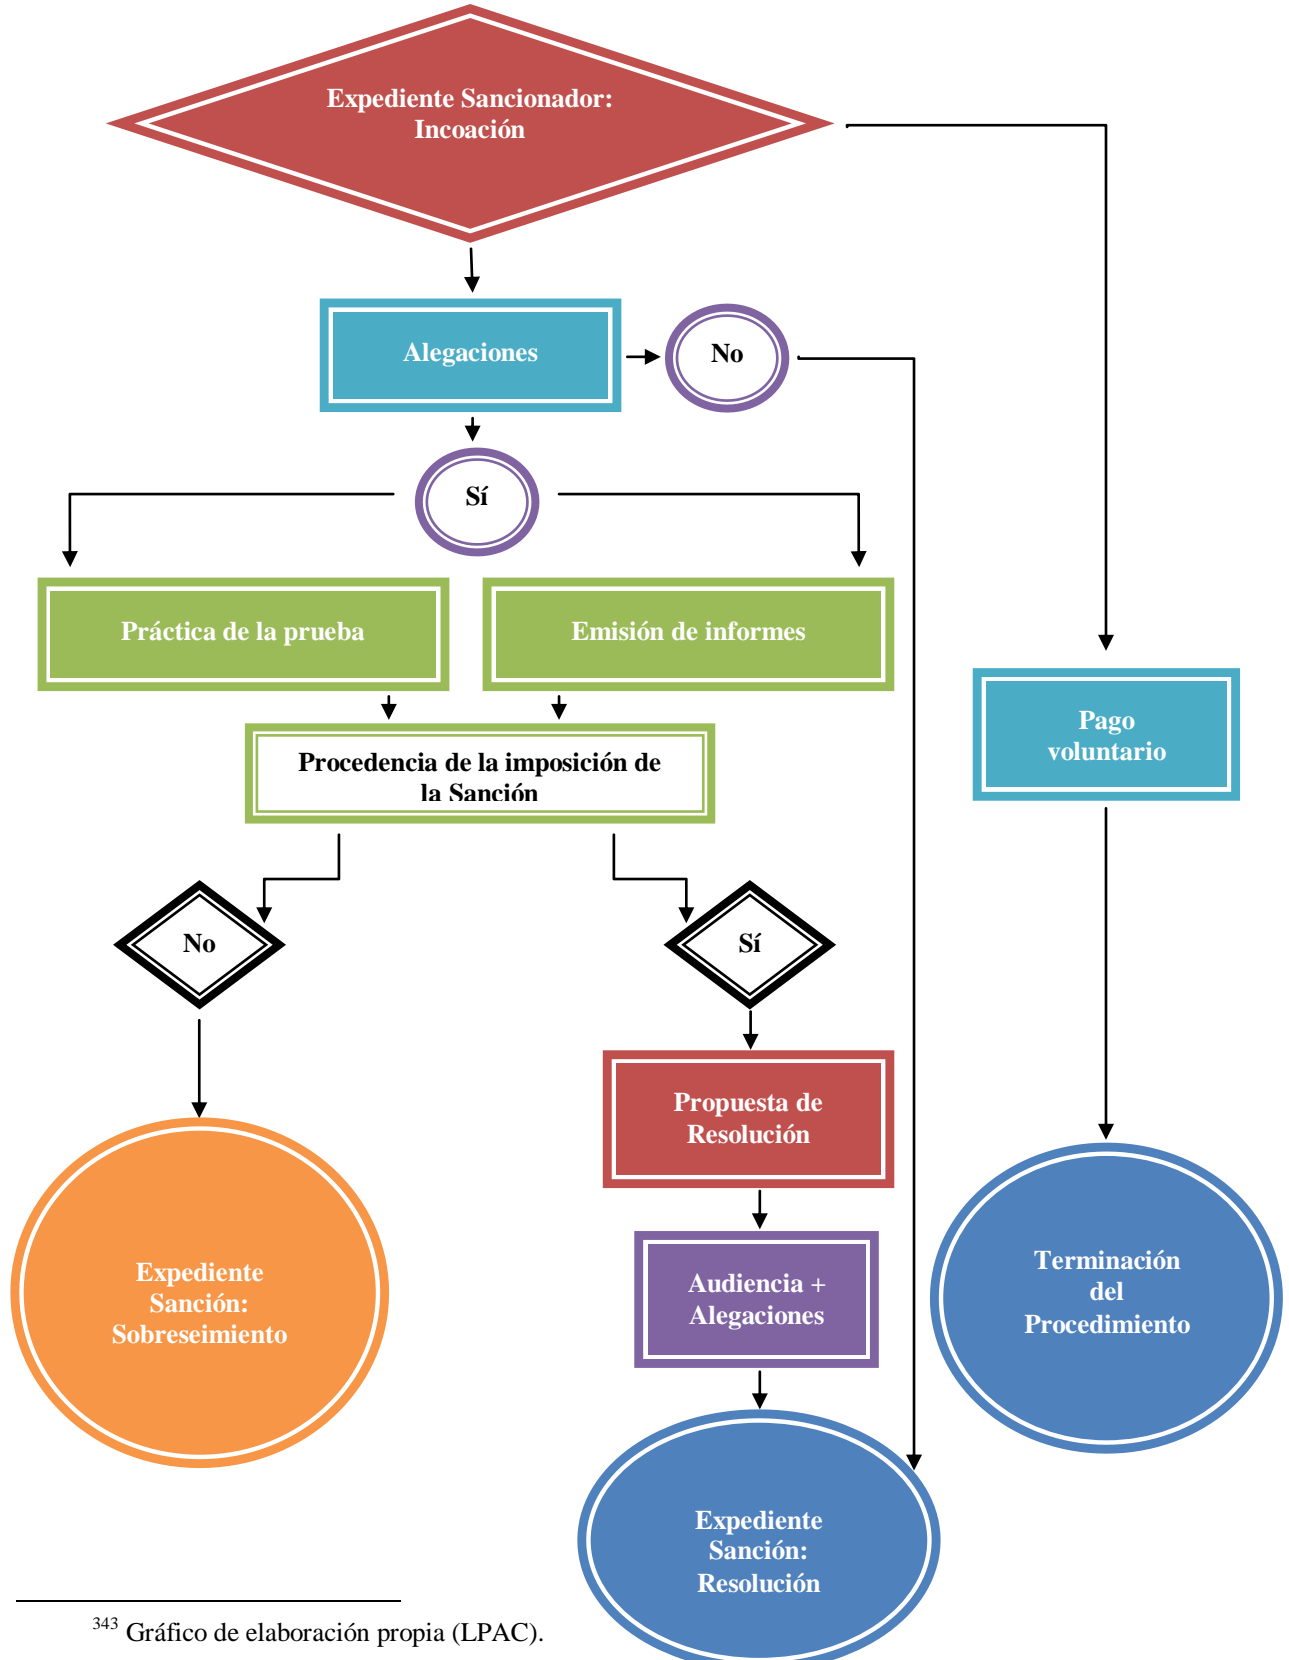 Expediente Sancionador:
Incoación
Alegaciones
No
Sí
Práctica de la prueba
Emisión de informes
Procedencia de la imposición de
la Sanción
Pago
voluntario
No
Sí
Propuesta de
Resolución
Audiencia +
Alegaciones
Expediente
Sanción:
Sobreseimiento
Terminación
del
Procedimiento
Expediente
Sanción:
Resolución
343 Gráfico de elaboración propia (LPAC).